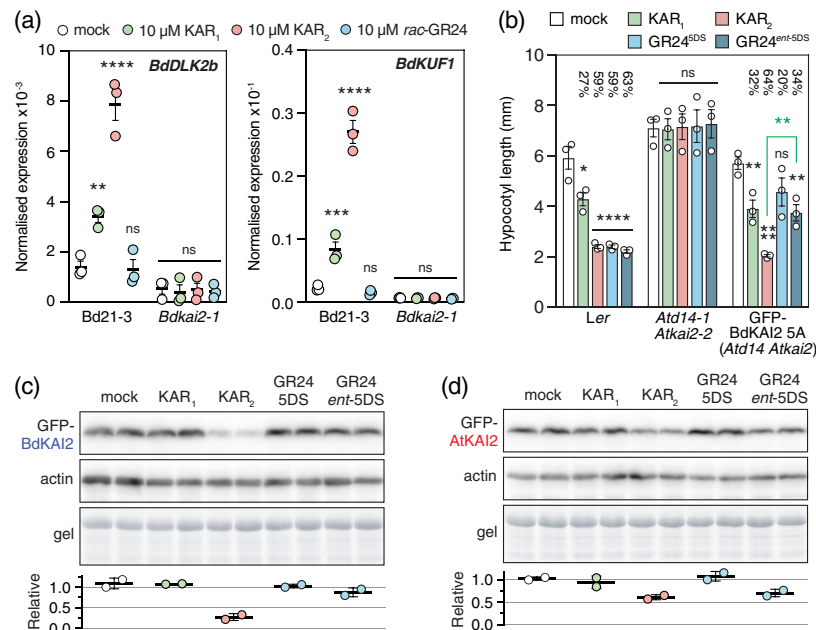 (a)
mock 10 μM KAR1 10 μM KAR2 10 μM rac-GR24
Normalised expression x10-3
BdDLK2b
10
8
6
4
2
0
****
**
ns
ns
Bd21-3 Bdkai2-1
Normalised expression x10-1
BdKUF1
0.4
0.3
0.2
0.1
0.0
****
***
ns
ns
Bd21-3 Bdkai2-1
(b)
mock KAR1 KAR2
GR245DS GR24ent-5DS
Hypocotyl length (mm)
10
8
6
4
2
0
27% 59% 59% 63%
ns
32% 64% 20% 34%
*
****
**
**
**
ns
**
**
Ler
Atd14-1
Atkai2-2
GFP-
BdKAI2 5A
(Atd14 Atkai2)
(c)
mock KAR1 KAR2 GR24 5DS GR24 ent-5DS
GFP-
BdKAI2
actin
gel
Relative
1.0
0.5
0.0
(d)
mock KAR1 KAR2 GR24 5DS GR24 ent-5DS
GFP-
AtKAI2
actin
gel
Relative
1.0
0.5
0.0